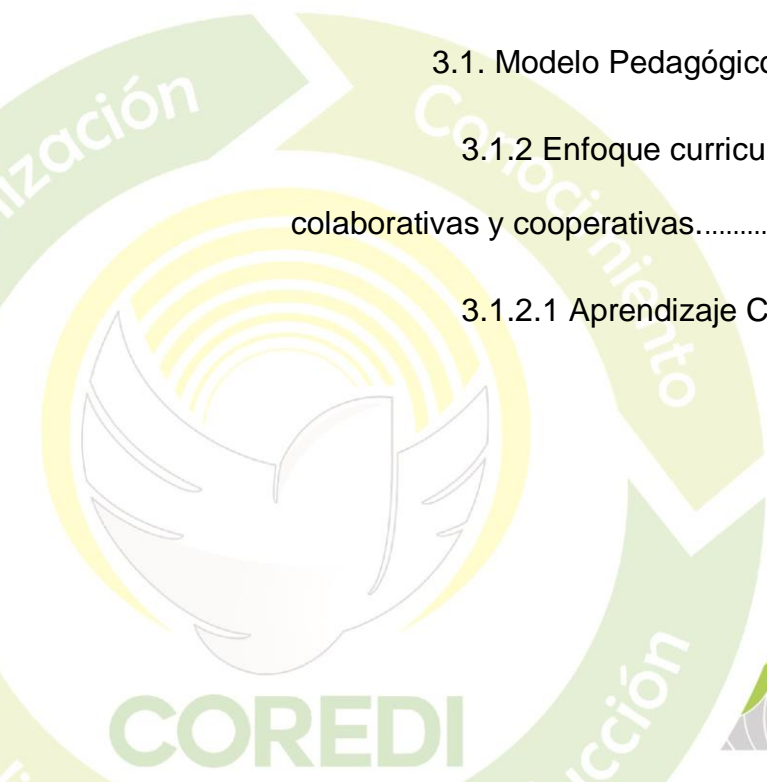 3.1. Modelo Pedagógico
3.1.2 Enfoque curricu
colaborativas y cooperativas..........
3.1.2.1 Aprendizaje C
ización
Conocimiento
COREDI
ucción